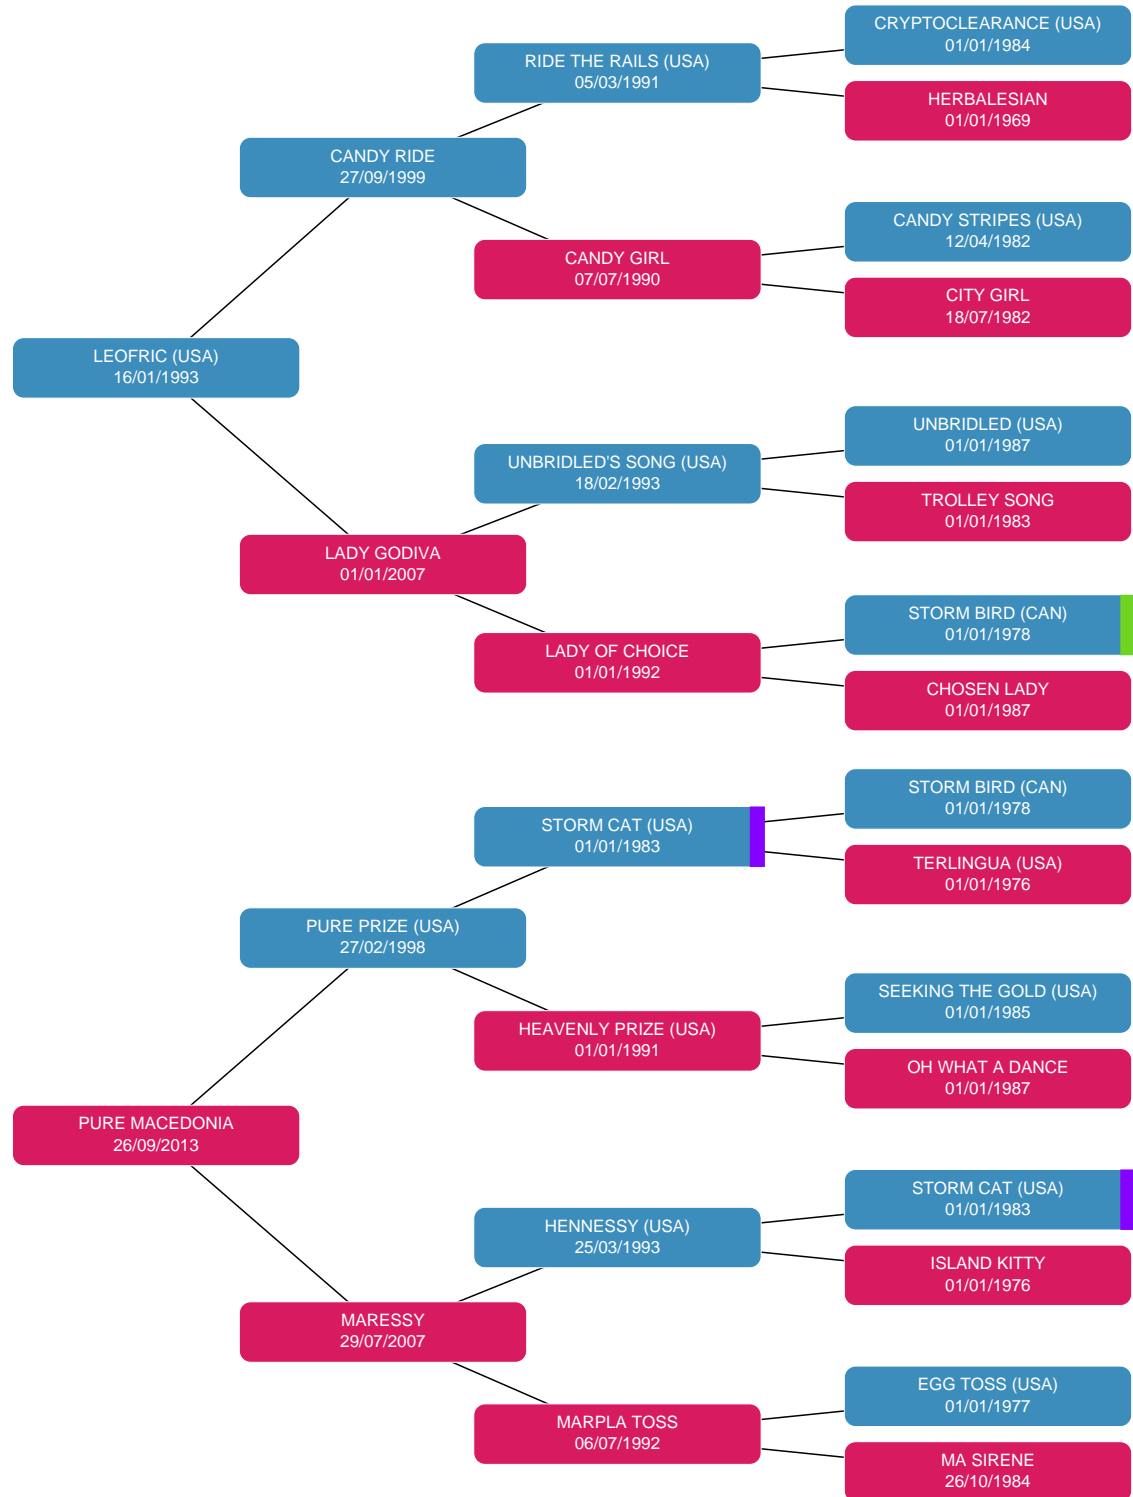 CRYPTOCLEARANCE (USA)
01/01/1984
RIDE THE RAILS (USA)
05/03/1991
HERBALESIAN
01/01/1969
CANDY RIDE
27/09/1999
CANDY STRIPES (USA)
12/04/1982
CANDY GIRL
07/07/1990
CITY GIRL
18/07/1982
LEOFRIC (USA)
16/01/1993
UNBRIDLED (USA)
01/01/1987
UNBRIDLED'S SONG (USA)
18/02/1993
TROLLEY SONG
01/01/1983
LADY GODIVA
01/01/2007
STORM BIRD (CAN)
01/01/1978
LADY OF CHOICE
01/01/1992
CHOSEN LADY
01/01/1987
STORM BIRD (CAN)
01/01/1978
STORM CAT (USA)
01/01/1983
TERLINGUA (USA)
01/01/1976
PURE PRIZE (USA)
27/02/1998
SEEKING THE GOLD (USA)
01/01/1985
HEAVENLY PRIZE (USA)
01/01/1991
OH WHAT A DANCE
01/01/1987
PURE MACEDONIA
26/09/2013
STORM CAT (USA)
01/01/1983
HENNESSY (USA)
25/03/1993
ISLAND KITTY
01/01/1976
MARESSY
29/07/2007
EGG TOSS (USA)
01/01/1977
MARPLA TOSS
06/07/1992
MA SIRENE
26/10/1984